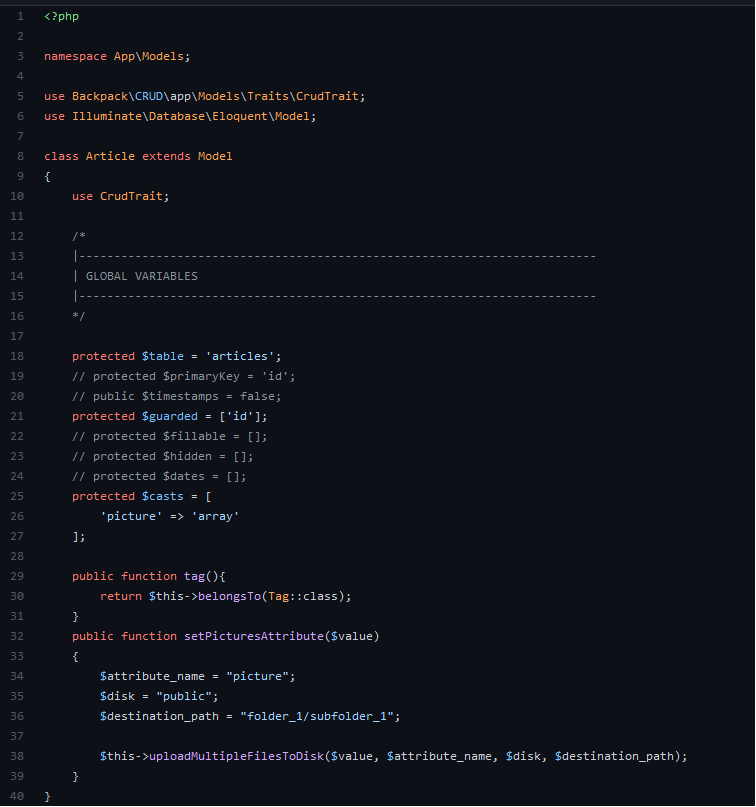 1 <?php
2
3 namespace App\Models;
4
5 use Backpack\CRUD\app\Models\Traits\CrudTrait;
6 use Illuminate\Database\Eloquent\Model;
7
8 class Article extends Model
9 {
10     use CrudTrait;
11
12     /*
13     |--------------------------------------------------------------------------
14     | GLOBAL VARIABLES
15     |--------------------------------------------------------------------------
16     */
17
18     protected $table = 'articles';
19     // protected $primaryKey = 'id';
20     // public $timestamps = false;
21     protected $guarded = ['id'];
22     // protected $fillable = [];
23     // protected $hidden = [];
24     // protected $dates = [];
25     protected $casts = [
26         'picture' => 'array'
27     ];
28
29     public function tag(){
30         return $this->belongsTo(Tag::class);
31     }
32     public function setPicturesAttribute($value)
33     {
34         $attribute_name = "picture";
35         $disk = "public";
36         $destination_path = "folder_1/subfolder_1";
37
38         $this->uploadMultipleFilesToDisk($value, $attribute_name, $disk, $destination_path);
39     }
40 }